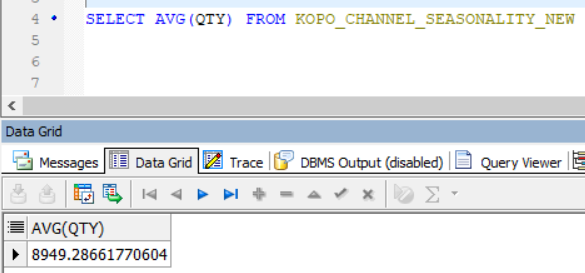 4 SELECT AVG(QTY) FROM KOPO_CHANNEL_SEASONALITY_NEW
5
6
7
Data Grid
Messages Data Grid Trace DBMS Output (disabled) Query Viewer
AVG(QTY)
8949.28661770604